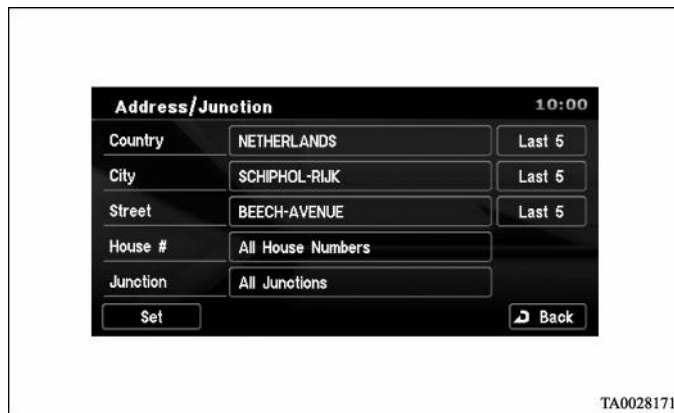 Address/Junction 10:00
Country NETHERLANDS Last 5
City SCHIPHOL-RIJK Last 5
Street BEECH-AVENUE Last 5
House # All House Numbers
Junction All Junctions
Set Back
TA0028171